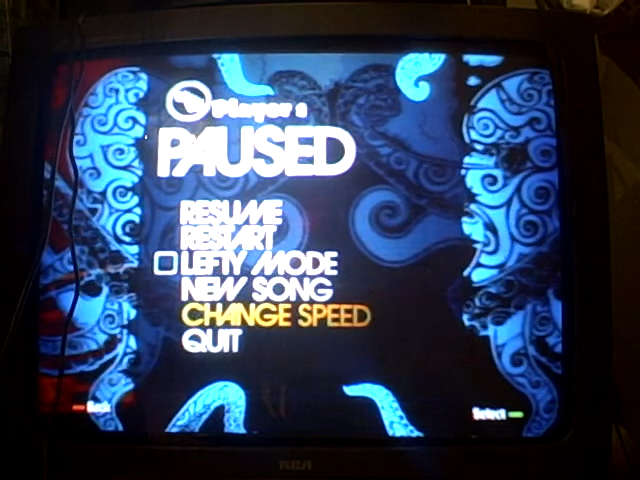 Player 1
PAUSED
RESUME
RESTART
LEFTY MODE
NEW SONG
CHANGE SPEED
QUIT
Back
Select
RCA